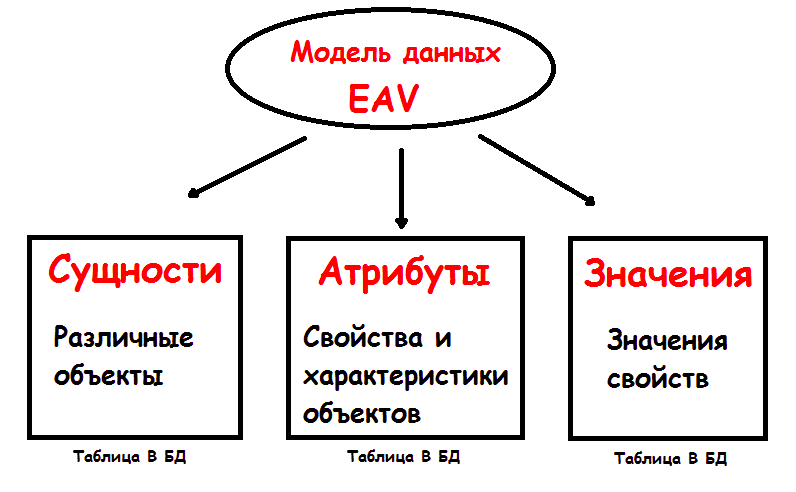 Модель данных
EAV
Сущности
Различные
объекты
Таблица В БД
Атрибуты
Свойства и
характеристики
объектов
Таблица В БД
Значения
Значения
свойств
Таблица В БД